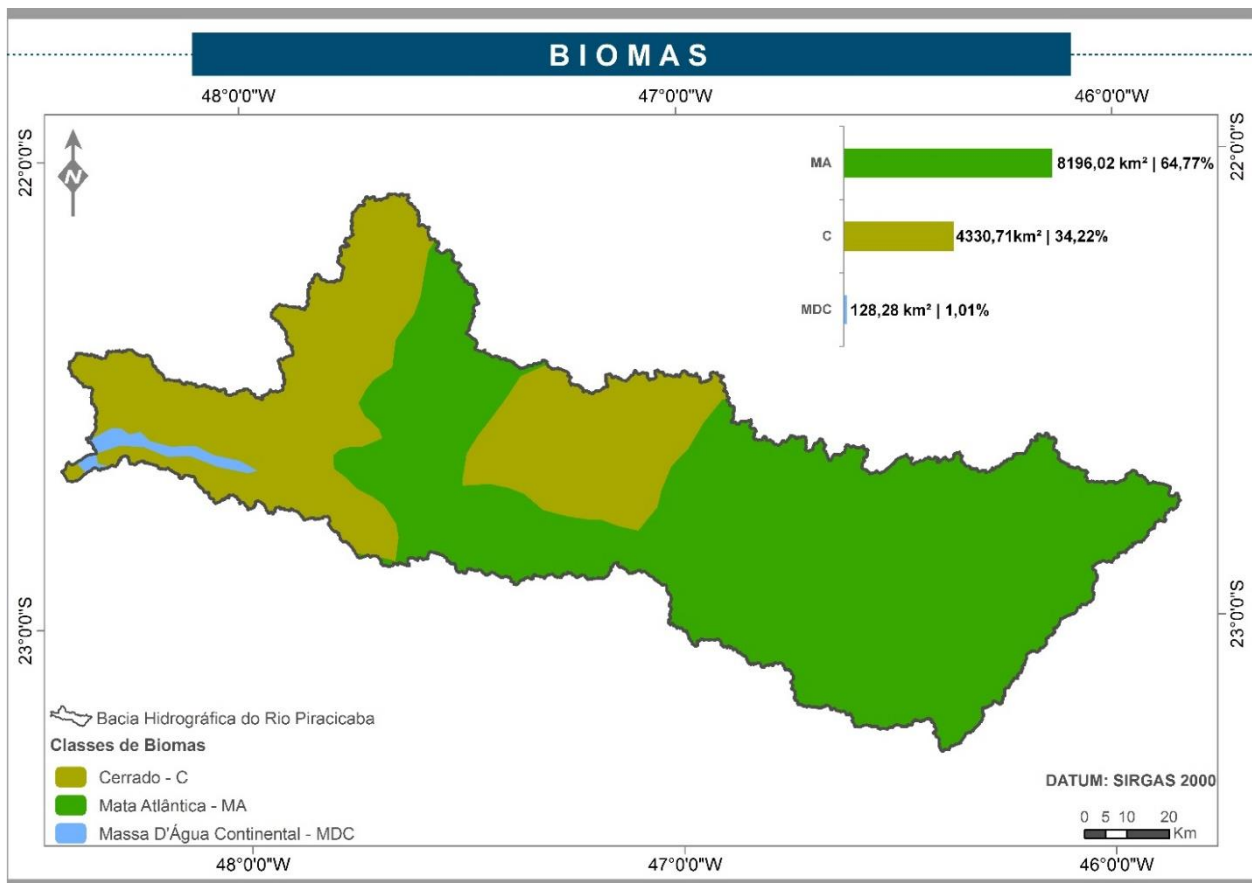 BIOMAS
48°0'0"W
47°0'0"W
46°0'0"W
22°0'0"S
22°0'0"S
MA
8196,02 km² | 64,77%
C
4330,71km² | 34,22%
MDC
128,28 km² | 1,01%
N
23°0'0"S
23°0'0"S
Bacia Hidrográfica do Rio Piracicaba
Classes de Biomas
Cerrado - C
Mata Atlântica - MA
Massa D'Água Continental - MDC
DATUM: SIRGAS 2000
0 5 10 20
Km
48°0'0"W
47°0'0"W
46°0'0"W